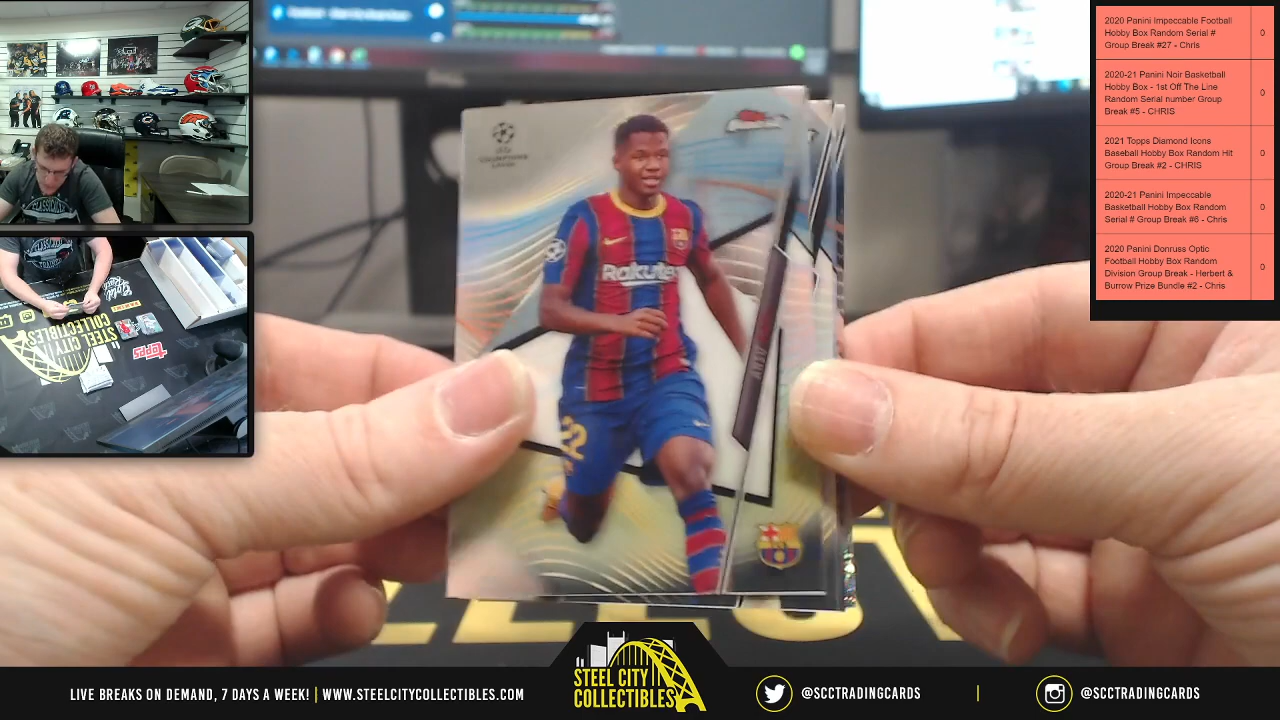 2020 Panini Impeccable Football
Hobby Box Random Serial #
Group Break #27 - Chris
0
2020-21 Panini Noir Basketball
Hobby Box - 1st Off The Line
Random Serial number Group
Break #5 - CHRIS
0
2021 Topps Diamond Icons
Baseball Hobby Box Random Hit
Group Break #2 - CHRIS
0
2020-21 Panini Impeccable
Basketball Hobby Box Random
Serial # Group Break #6 - Chris
0
2020 Panini Donruss Optic
Football Hobby Box Random
Division Group Break - Herbert &
Burrow Prize Bundle #2 - Chris
0
CHAMPIONS
LEAGUE
Rakuten
22
ANSU
STEEL CITY
COLLECTIBLES
topps
LIVE BREAKS ON DEMAND, 7 DAYS A WEEK! | WWW.STEELCITYCOLLECTIBLES.COM
STEEL CITY
COLLECTIBLES
@SCCTRADINGCARDS
|
@SCCTRADINGCARDS